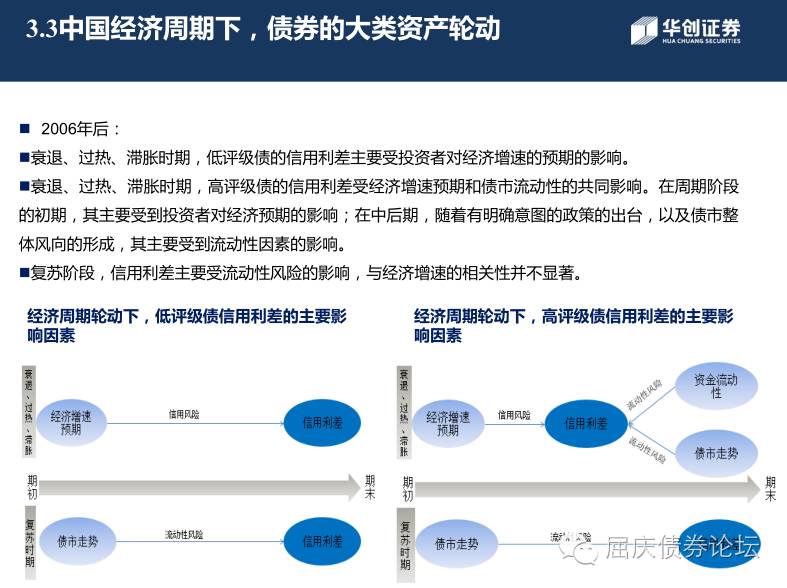 3.3中国经济周期下，债券的大类资产轮动
华创证券
HUA CHUANG SECURITIES
■ 2006年后：
■衰退、过热、滞胀时期，低评级债的信用利差主要受投资者对经济增速的预期的影响。
■衰退、过热、滞胀时期，高评级债的信用利差受经济增速预期和债市流动性的共同影响。在周期阶段
的初期，其主要受到投资者对经济预期的影响；在中后期，随着有明确意图的政策的出台，以及债市整
体风向的形成，其主要受到流动性因素的影响。
■复苏阶段，信用利差主要受流动性风险的影响，与经济增速的相关性并不显著。
经济周期轮动下，低评级债信用利差的主要影
响因素
衰退、过热、滞胀
经济增速
预期
信用风险
信用利差
期初
期末
复苏时期
债市走势
流动性风险
信用利差
经济周期轮动下，高评级债信用利差的主要影
响因素
衰退、过热、滞胀
经济增速
预期
信用风险
信用利差
流动性风险
资金流动
性
流动性风险
债市走势
期初
期末
复苏时期
债市走势
流动性风险
屈庆债券论坛